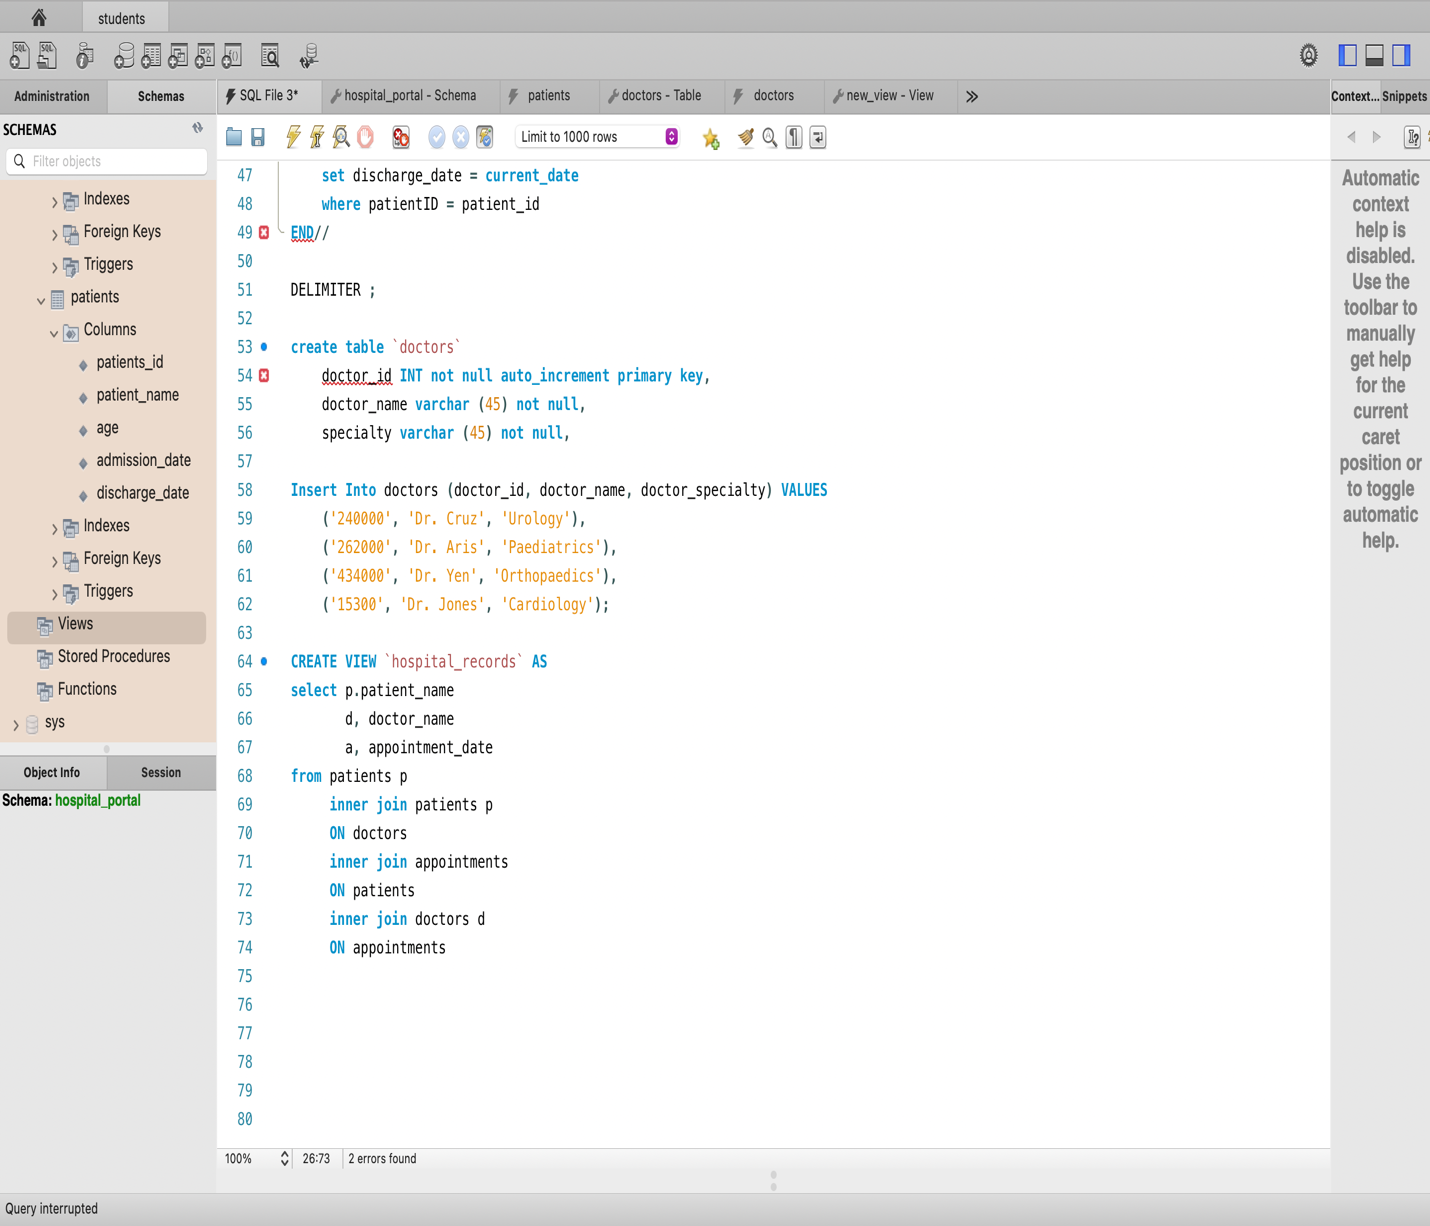 students
Administration
Schemas
SQL File 3*
hospital_portal - Schema
patients
doctors - Table
doctors
new_view - View
Context...
Snippets
SCHEMAS
Filter objects
Limit to 1000 rows
Indexes
Foreign Keys
Triggers
patients
Columns
patients_id
patient_name
age
admission_date
discharge_date
Indexes
Foreign Keys
Triggers
Views
Stored Procedures
Functions
sys
Object Info
Session
Schema: hospital_portal
47 set discharge_date = current_date
48 where patientID = patient_id
49 END//
50
51 DELIMITER ;
52
53 create table `doctors`
54 doctor_id INT not null auto_increment primary key,
55 doctor_name varchar (45) not null,
56 specialty varchar (45) not null,
57
58 Insert Into doctors (doctor_id, doctor_name, doctor_specialty) VALUES
59 ('240000', 'Dr. Cruz', 'Urology'),
60 ('262000', 'Dr. Aris', 'Paediatrics'),
61 ('434000', 'Dr. Yen', 'Orthopaedics'),
62 ('15300', 'Dr. Jones', 'Cardiology');
63
64 CREATE VIEW `hospital_records` AS
65 select p.patient_name
66 d, doctor_name
67 a, appointment_date
68 from patients p
69 inner join patients p
70 ON doctors
71 inner join appointments
72 ON patients
73 inner join doctors d
74 ON appointments
75
76
77
78
79
80
Automatic
context
help is
disabled.
Use the
toolbar to
manually
get help
for the
current
caret
position or
to toggle
automatic
help.
100%
26:73
2 errors found
Query interrupted